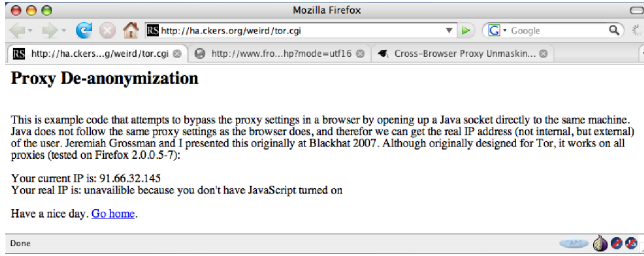 Mozilla Firefox
RS http://ha.ckers.org/weird/tor.cgi G Google
RS http://ha.ckers...g/weird/tor.cgi http://www.fro...hp?mode=utf16 Cross-Browser Proxy Unmaskin...
Proxy De-anonymization
This is example code that attempts to bypass the proxy settings in a browser by opening up a Java socket directly to the same machine.
Java does not follow the same proxy settings as the browser does, and therefor we can get the real IP address (not internal, but external)
of the user. Jeremiah Grossman and I presented this originally at Blackhat 2007. Although originally designed for Tor, it works on all
proxies (tested on Firefox 2.0.0.5-7):
Your current IP is: 91.66.32.145
Your real IP is: unavailible because you don't have JavaScript turned on
Have a nice day. Go home.
Done